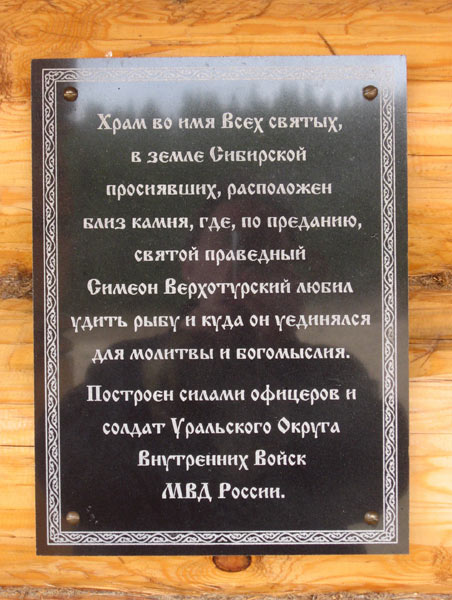 Храм во имя Всех святых,
в земле Сибирской
просиявших, расположен
близ камня, где, по преданию,
святой праведный
Симеон Верхотурский любил
удить рыбу и куда он уединялся
для молитвы и богомыслия.
Построен силами офицеров и
солдат Уральского Округа
Внутренних Войск
МВД России.